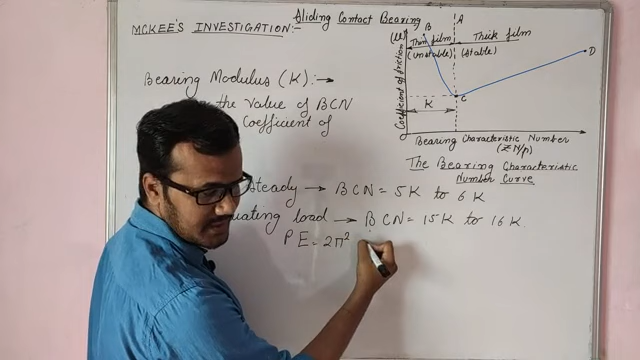 Sliding Contact Bearing
MCKEE'S INVESTIGATION:-
Bearing Modulus (K):→
the Value of BCN
Coefficient of
Steady → BCN = 5K to 6K
uating load → BCN = 15K to 16K.
PE = 2π²
(μ)
Coefficient of friction
B
A
Thin film
(Unstable)
Thick film
(Stable)
D
C
K
Bearing Characteristic Number
(ZN/p)
The Bearing Characteristic
Number Curve